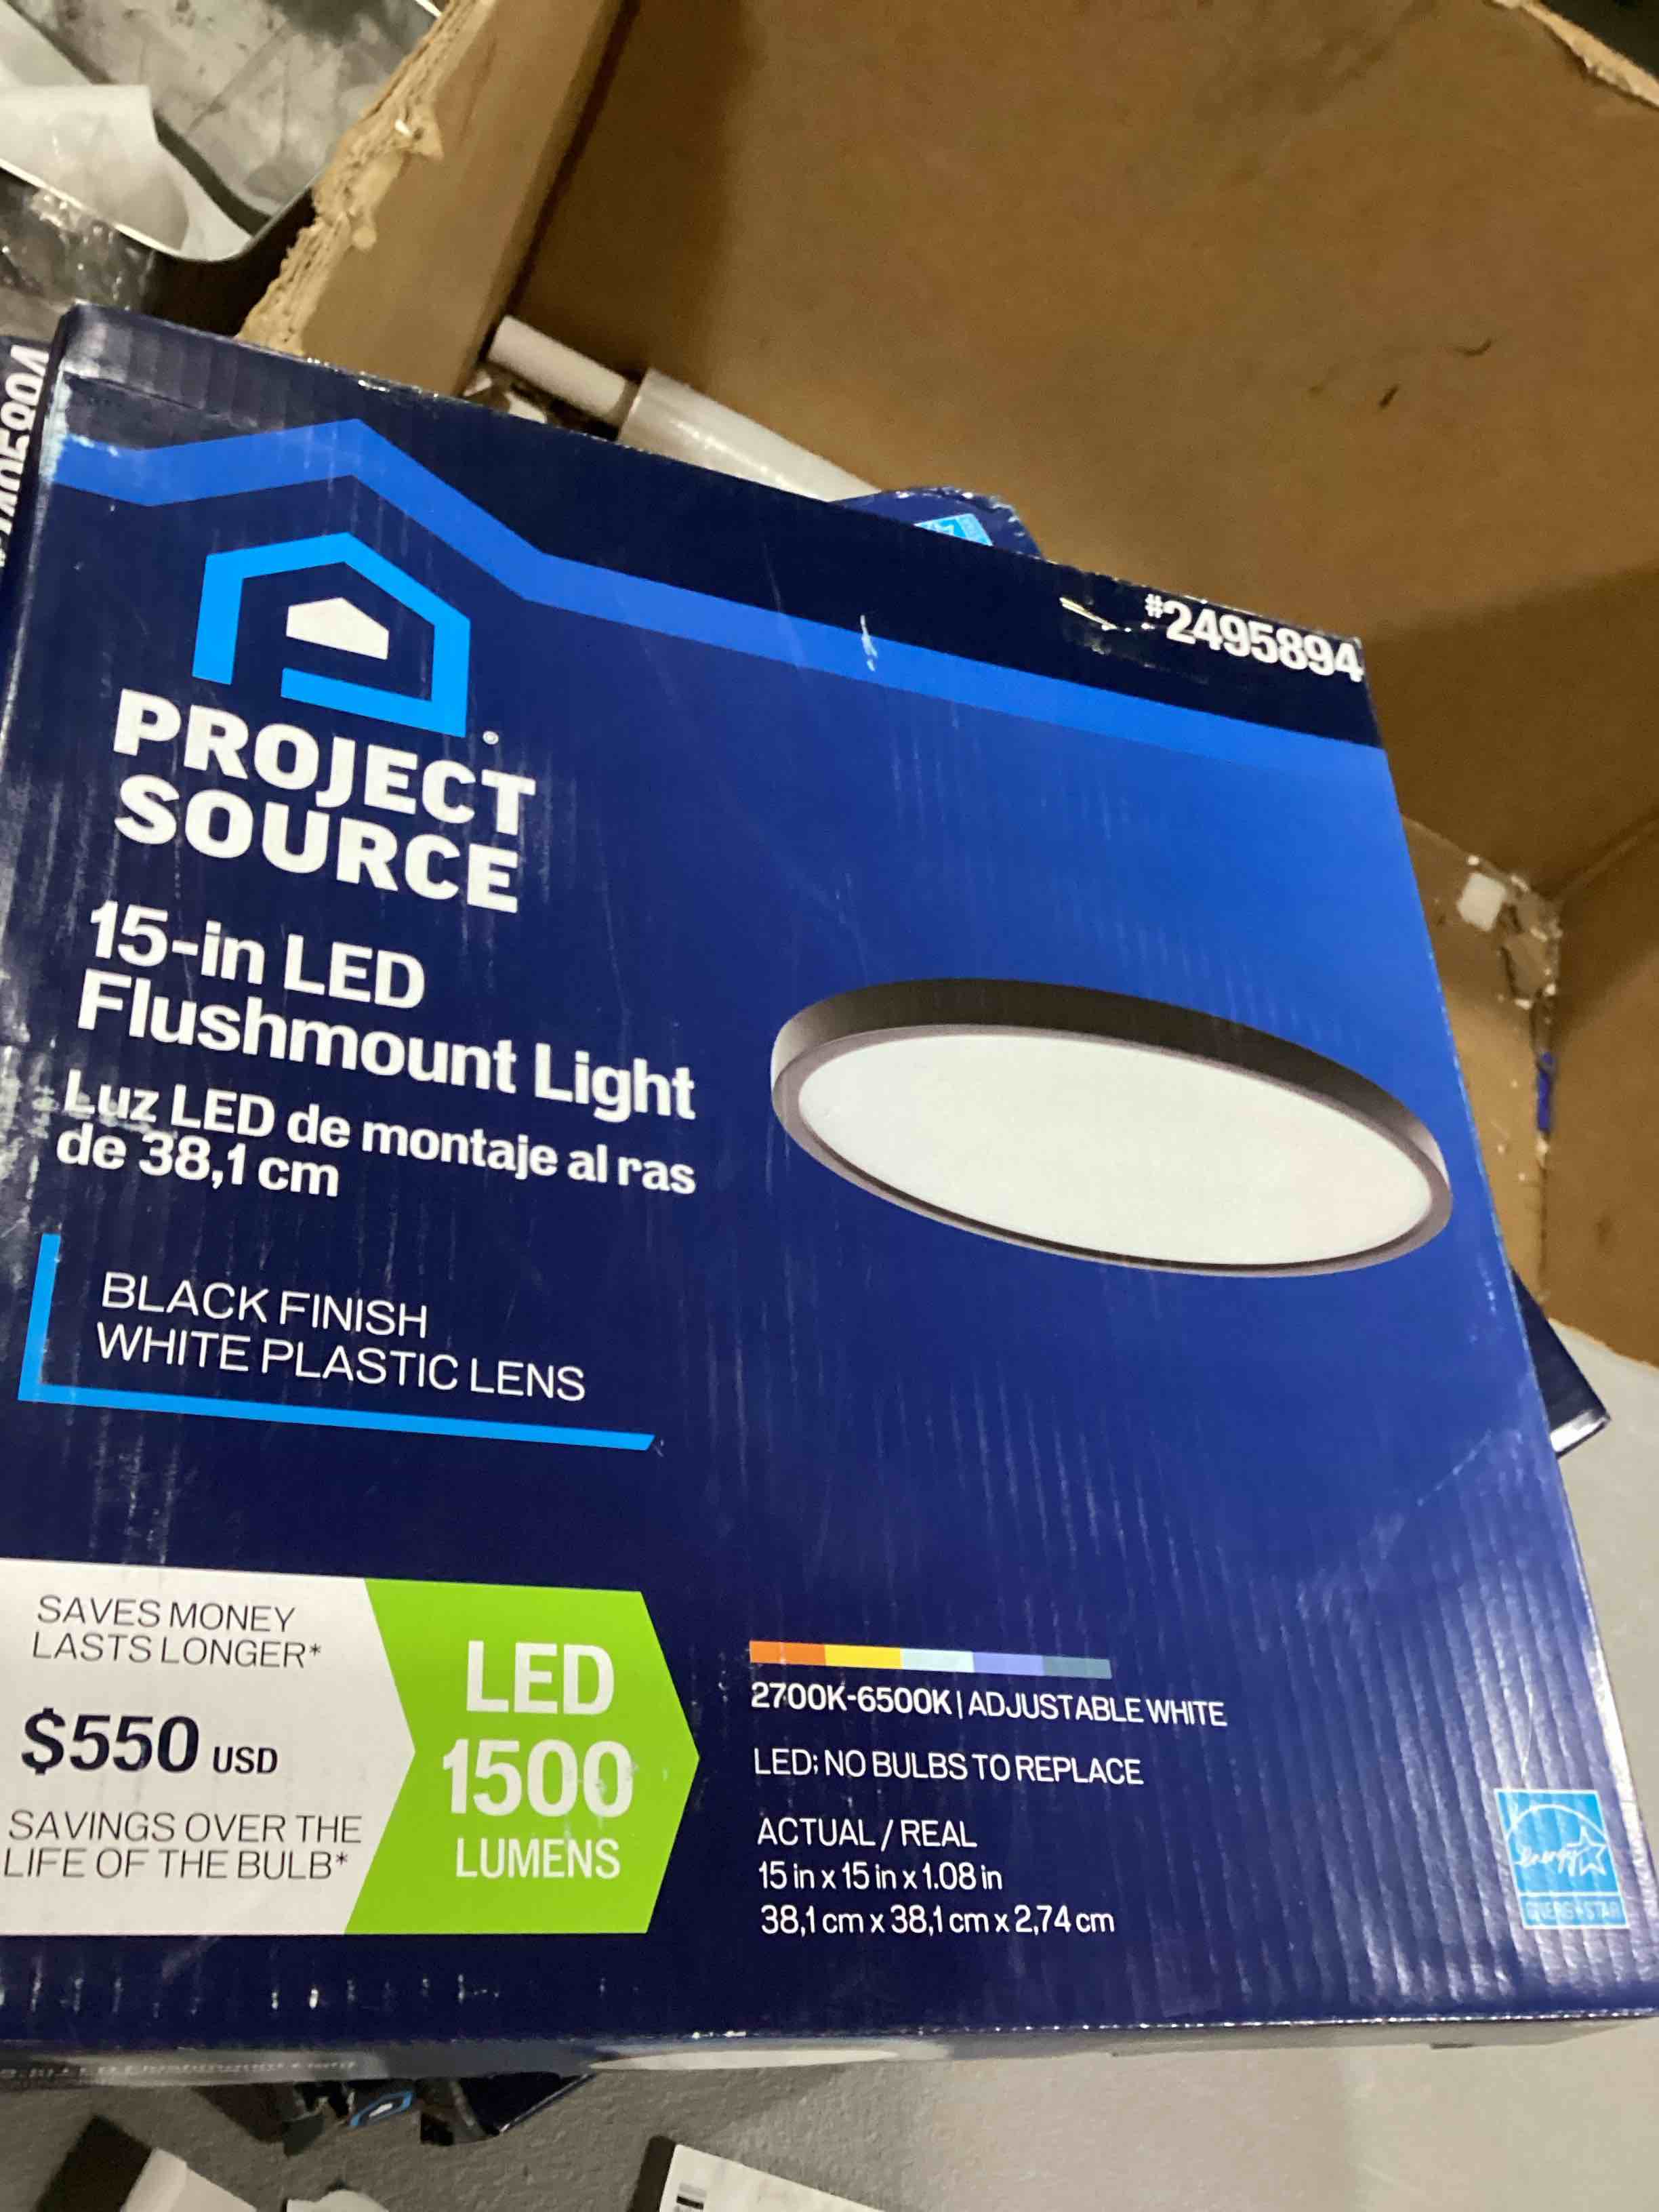 #2495894
PROJECT
SOURCE
®
15-in LED
Flushmount Light
Luz LED de montaje al ras
de 38,1 cm
BLACK FINISH
WHITE PLASTIC LENS
SAVES MONEY
LASTS LONGER*
$550 USD
SAVINGS OVER THE
LIFE OF THE BULB*
LED
1500
LUMENS
2700K-6500K | ADJUSTABLE WHITE
LED; NO BULBS TO REPLACE
ACTUAL / REAL
15 in x 15 in x 1.08 in
38,1 cm x 38,1 cm x 2,74 cm
energy
ENERGY STAR